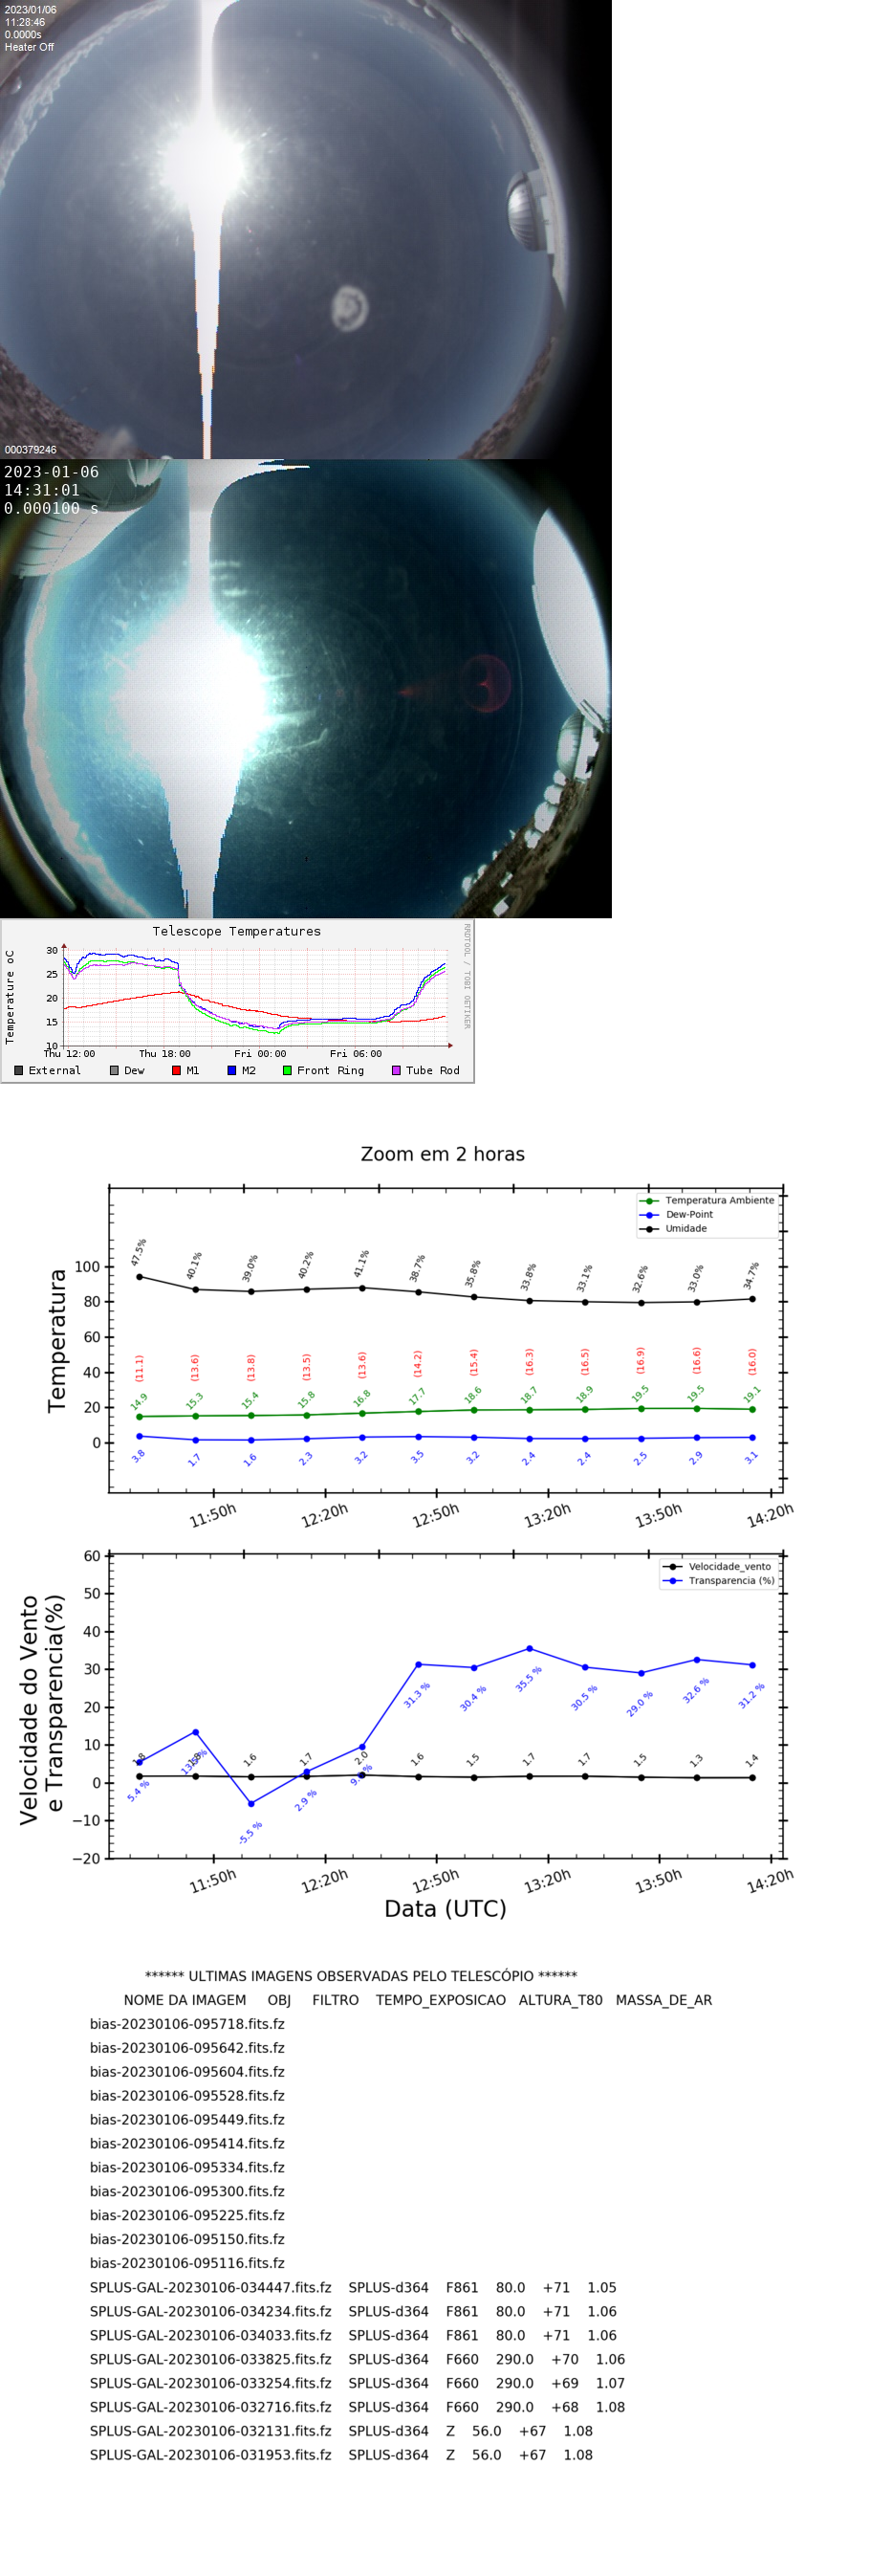 2023/01/06
11:28:46
0.0000s
Heater Off
000379246
2023-01-06
14:31:01
0.000100 s
Telescope Temperatures
RRDTOOL / TOBI OETIKER
Temperature oC
30
25
20
15
10
Thu 12:00 Thu 18:00 Fri 00:00 Fri 06:00
External Dew M1 M2 Front Ring Tube Rod
Zoom em 2 horas
Temperatura Ambiente
Dew-Point
Umidade
Temperatura
100
80
60
40
20
0
47.5% 40.1% 39.0% 40.2% 41.1% 38.7% 35.8% 33.8% 33.1% 32.6% 33.0% 34.7%
(11.1) (13.6) (13.8) (13.5) (13.6) (14.2) (15.4) (16.3) (16.5) (16.9) (16.6) (16.0)
14.9 15.3 15.4 15.8 16.8 17.7 18.6 18.7 18.9 19.5 19.5 19.1
3.8 1.7 1.6 2.3 3.2 3.5 3.2 2.4 2.4 2.5 2.9 3.1
11:50h 12:20h 12:50h 13:20h 13:50h 14:20h
Velocidade_vento
Transparencia (%)
Velocidade do Vento
e Transparencia(%)
60
50
40
30
20
10
0
−10
−20
1.8 1.6 1.7 2.0 1.6 1.5 1.7 1.7 1.5 1.3 1.4
5.4 % -5.5 % 2.9 % 31.3 % 30.4 % 35.5 % 30.5 % 29.0 % 32.6 % 31.2 %
11:50h 12:20h 12:50h 13:20h 13:50h 14:20h
Data (UTC)
****** ULTIMAS IMAGENS OBSERVADAS PELO TELESCÓPIO ******
NOME DA IMAGEM OBJ FILTRO TEMPO_EXPOSICAO ALTURA_T80 MASSA_DE_AR
bias-20230106-095718.fits.fz
bias-20230106-095642.fits.fz
bias-20230106-095604.fits.fz
bias-20230106-095528.fits.fz
bias-20230106-095449.fits.fz
bias-20230106-095414.fits.fz
bias-20230106-095334.fits.fz
bias-20230106-095300.fits.fz
bias-20230106-095225.fits.fz
bias-20230106-095150.fits.fz
bias-20230106-095116.fits.fz
SPLUS-GAL-20230106-034447.fits.fz SPLUS-d364 F861 80.0 +71 1.05
SPLUS-GAL-20230106-034234.fits.fz SPLUS-d364 F861 80.0 +71 1.06
SPLUS-GAL-20230106-034033.fits.fz SPLUS-d364 F861 80.0 +71 1.06
SPLUS-GAL-20230106-033825.fits.fz SPLUS-d364 F660 290.0 +70 1.06
SPLUS-GAL-20230106-033254.fits.fz SPLUS-d364 F660 290.0 +69 1.07
SPLUS-GAL-20230106-032716.fits.fz SPLUS-d364 F660 290.0 +68 1.08
SPLUS-GAL-20230106-032131.fits.fz SPLUS-d364 Z 56.0 +67 1.08
SPLUS-GAL-20230106-031953.fits.fz SPLUS-d364 Z 56.0 +67 1.08